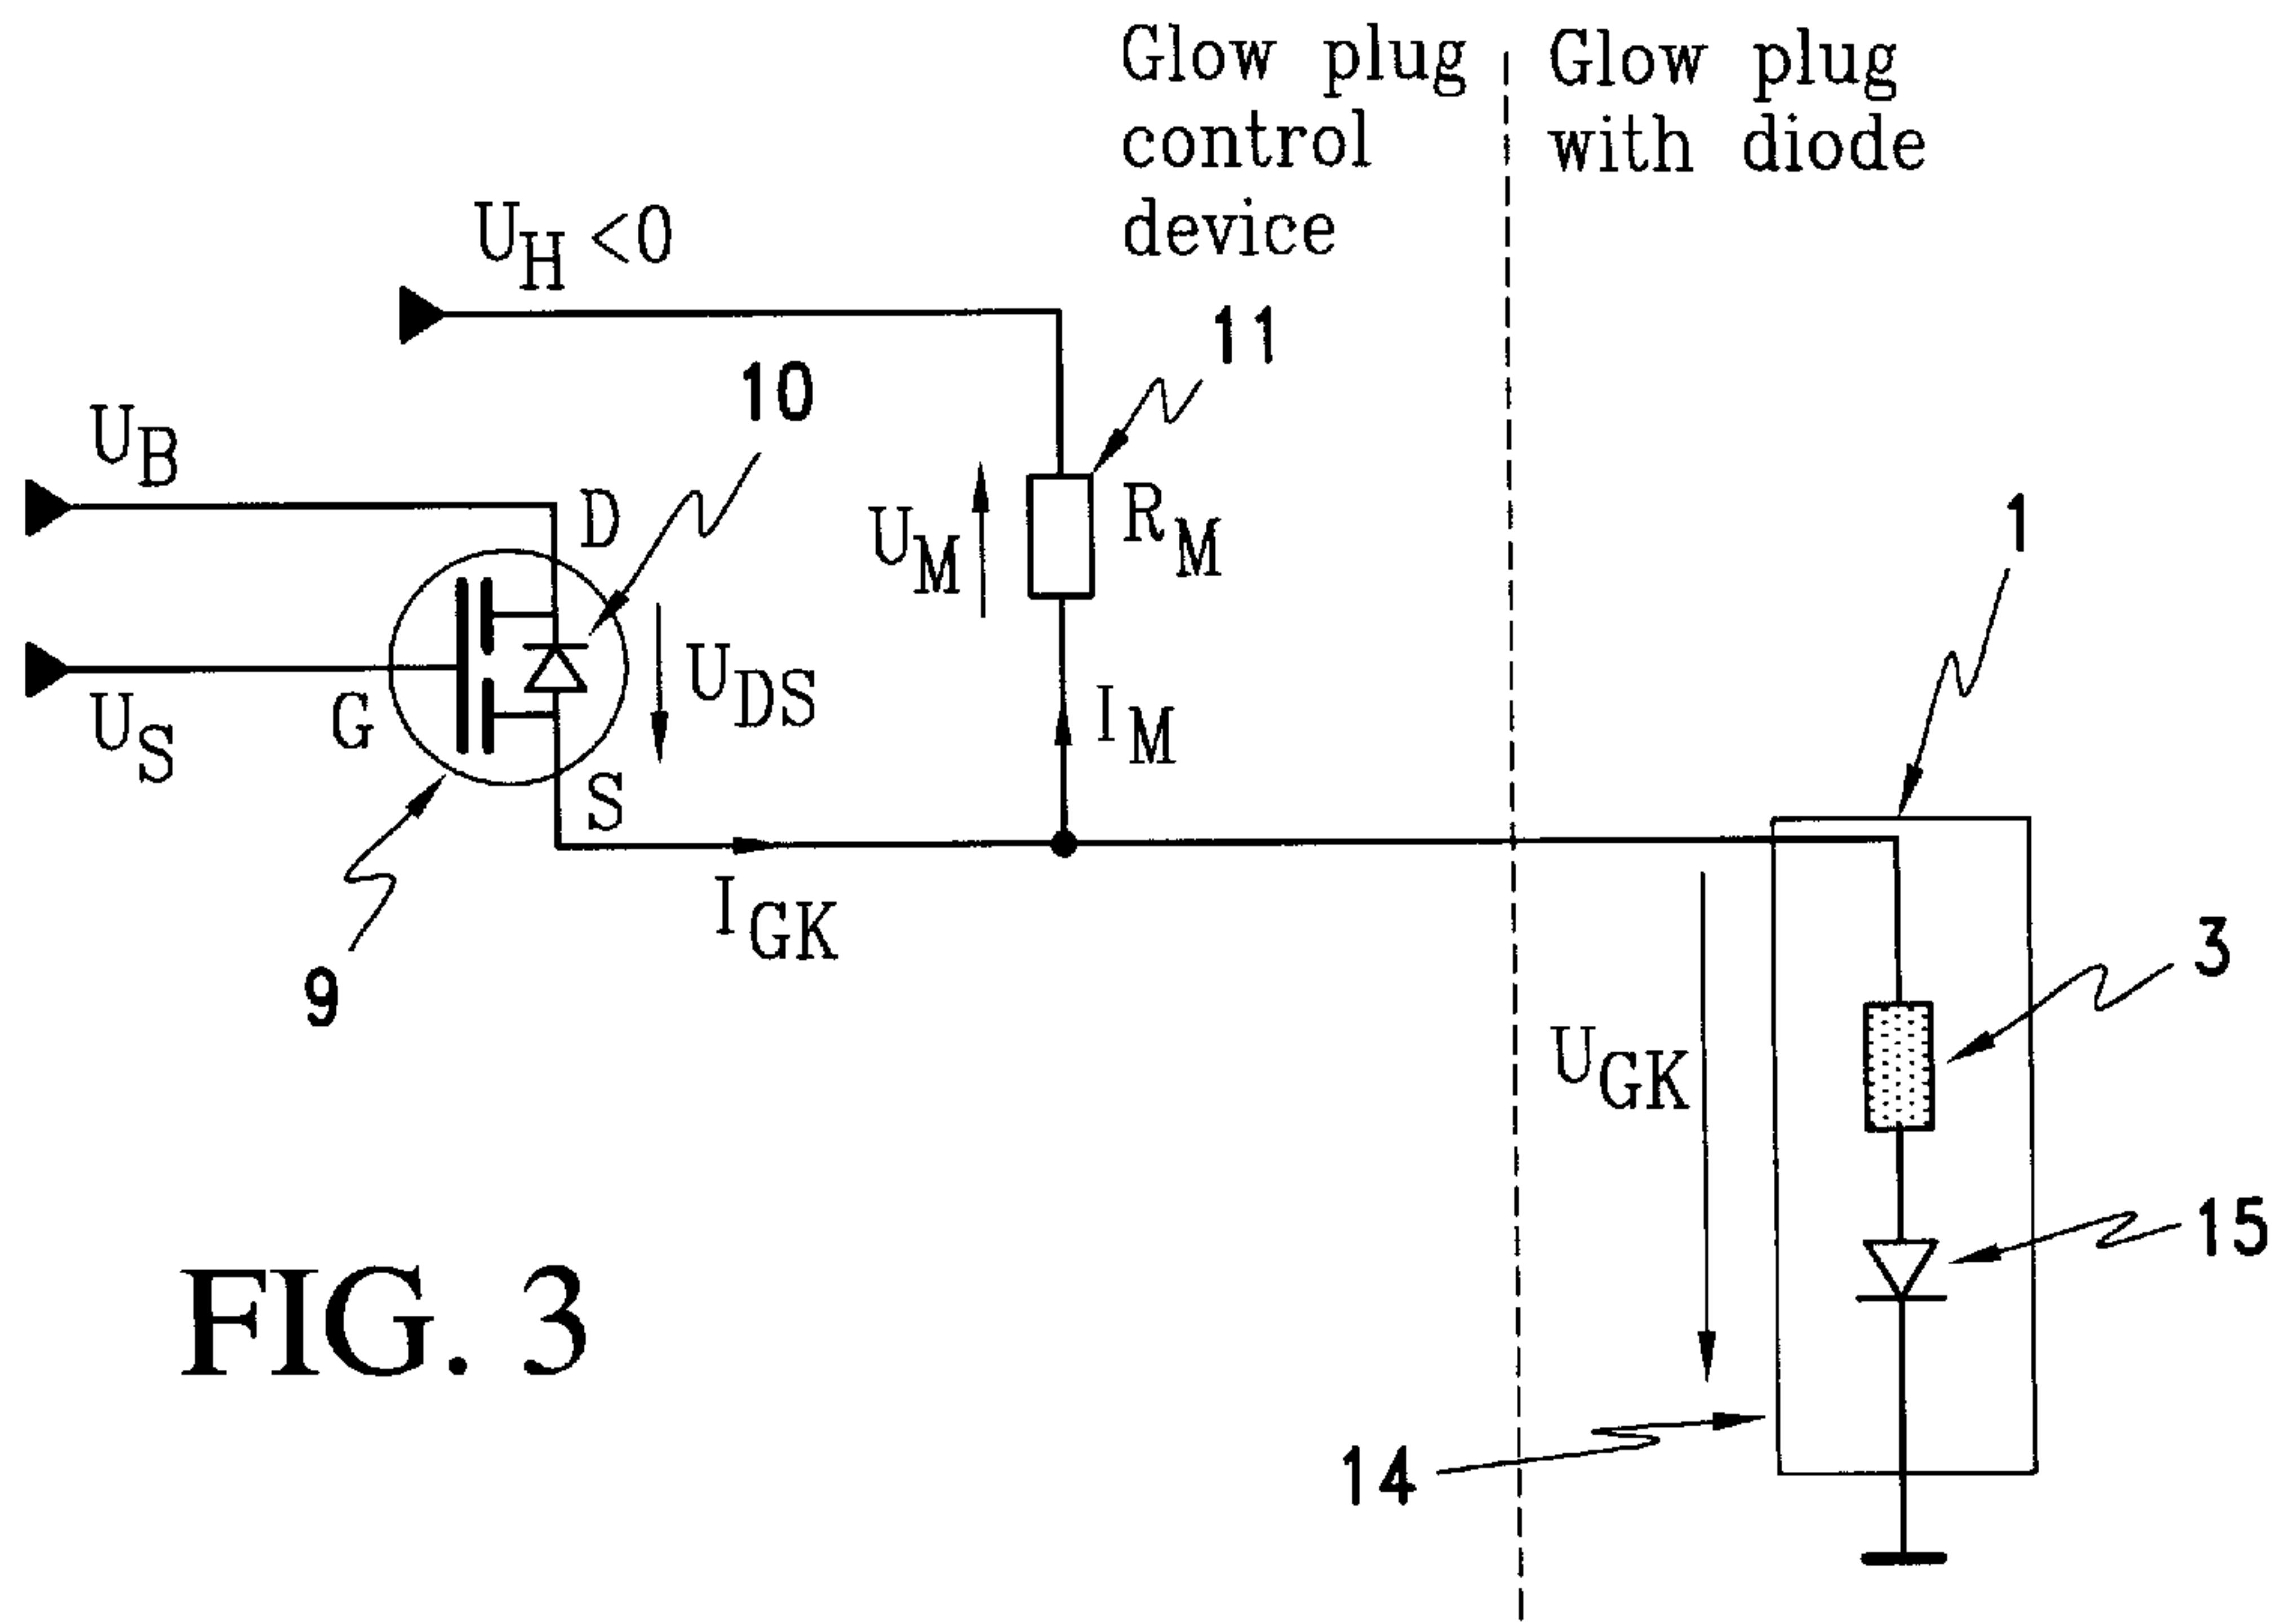 Glow plug
control
device
Glow plug
with diode
U_H <0
11
10
U_B
D
U_M
R_M
1
U_DS
I_M
G
U_S
S
I_GK
9
3
U_GK
15
14
FIG. 3